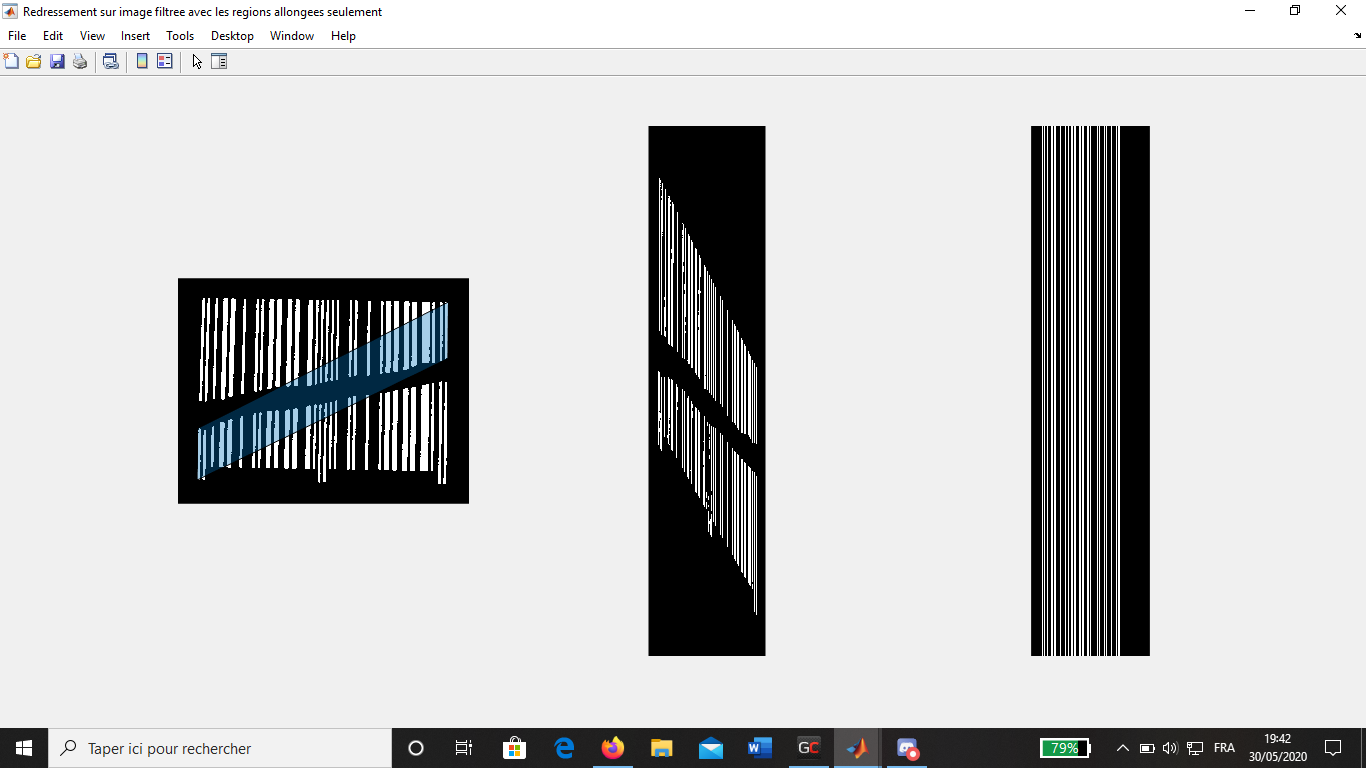 Redressement sur image filtree avec les regions allongees seulement
File Edit View Insert Tools Desktop Window Help
Taper ici pour rechercher
GC
79%
FRA
19:42
30/05/2020